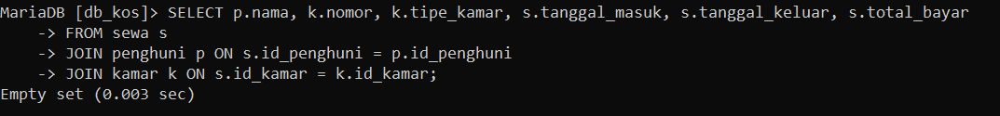 MariaDB [db_kos]> SELECT p.nama, k.nomor, k.tipe_kamar, s.tanggal_masuk, s.tanggal_keluar, s.total_bayar
    -> FROM sewa s
    -> JOIN penghuni p ON s.id_penghuni = p.id_penghuni
    -> JOIN kamar k ON s.id_kamar = k.id_kamar;
Empty set (0.003 sec)